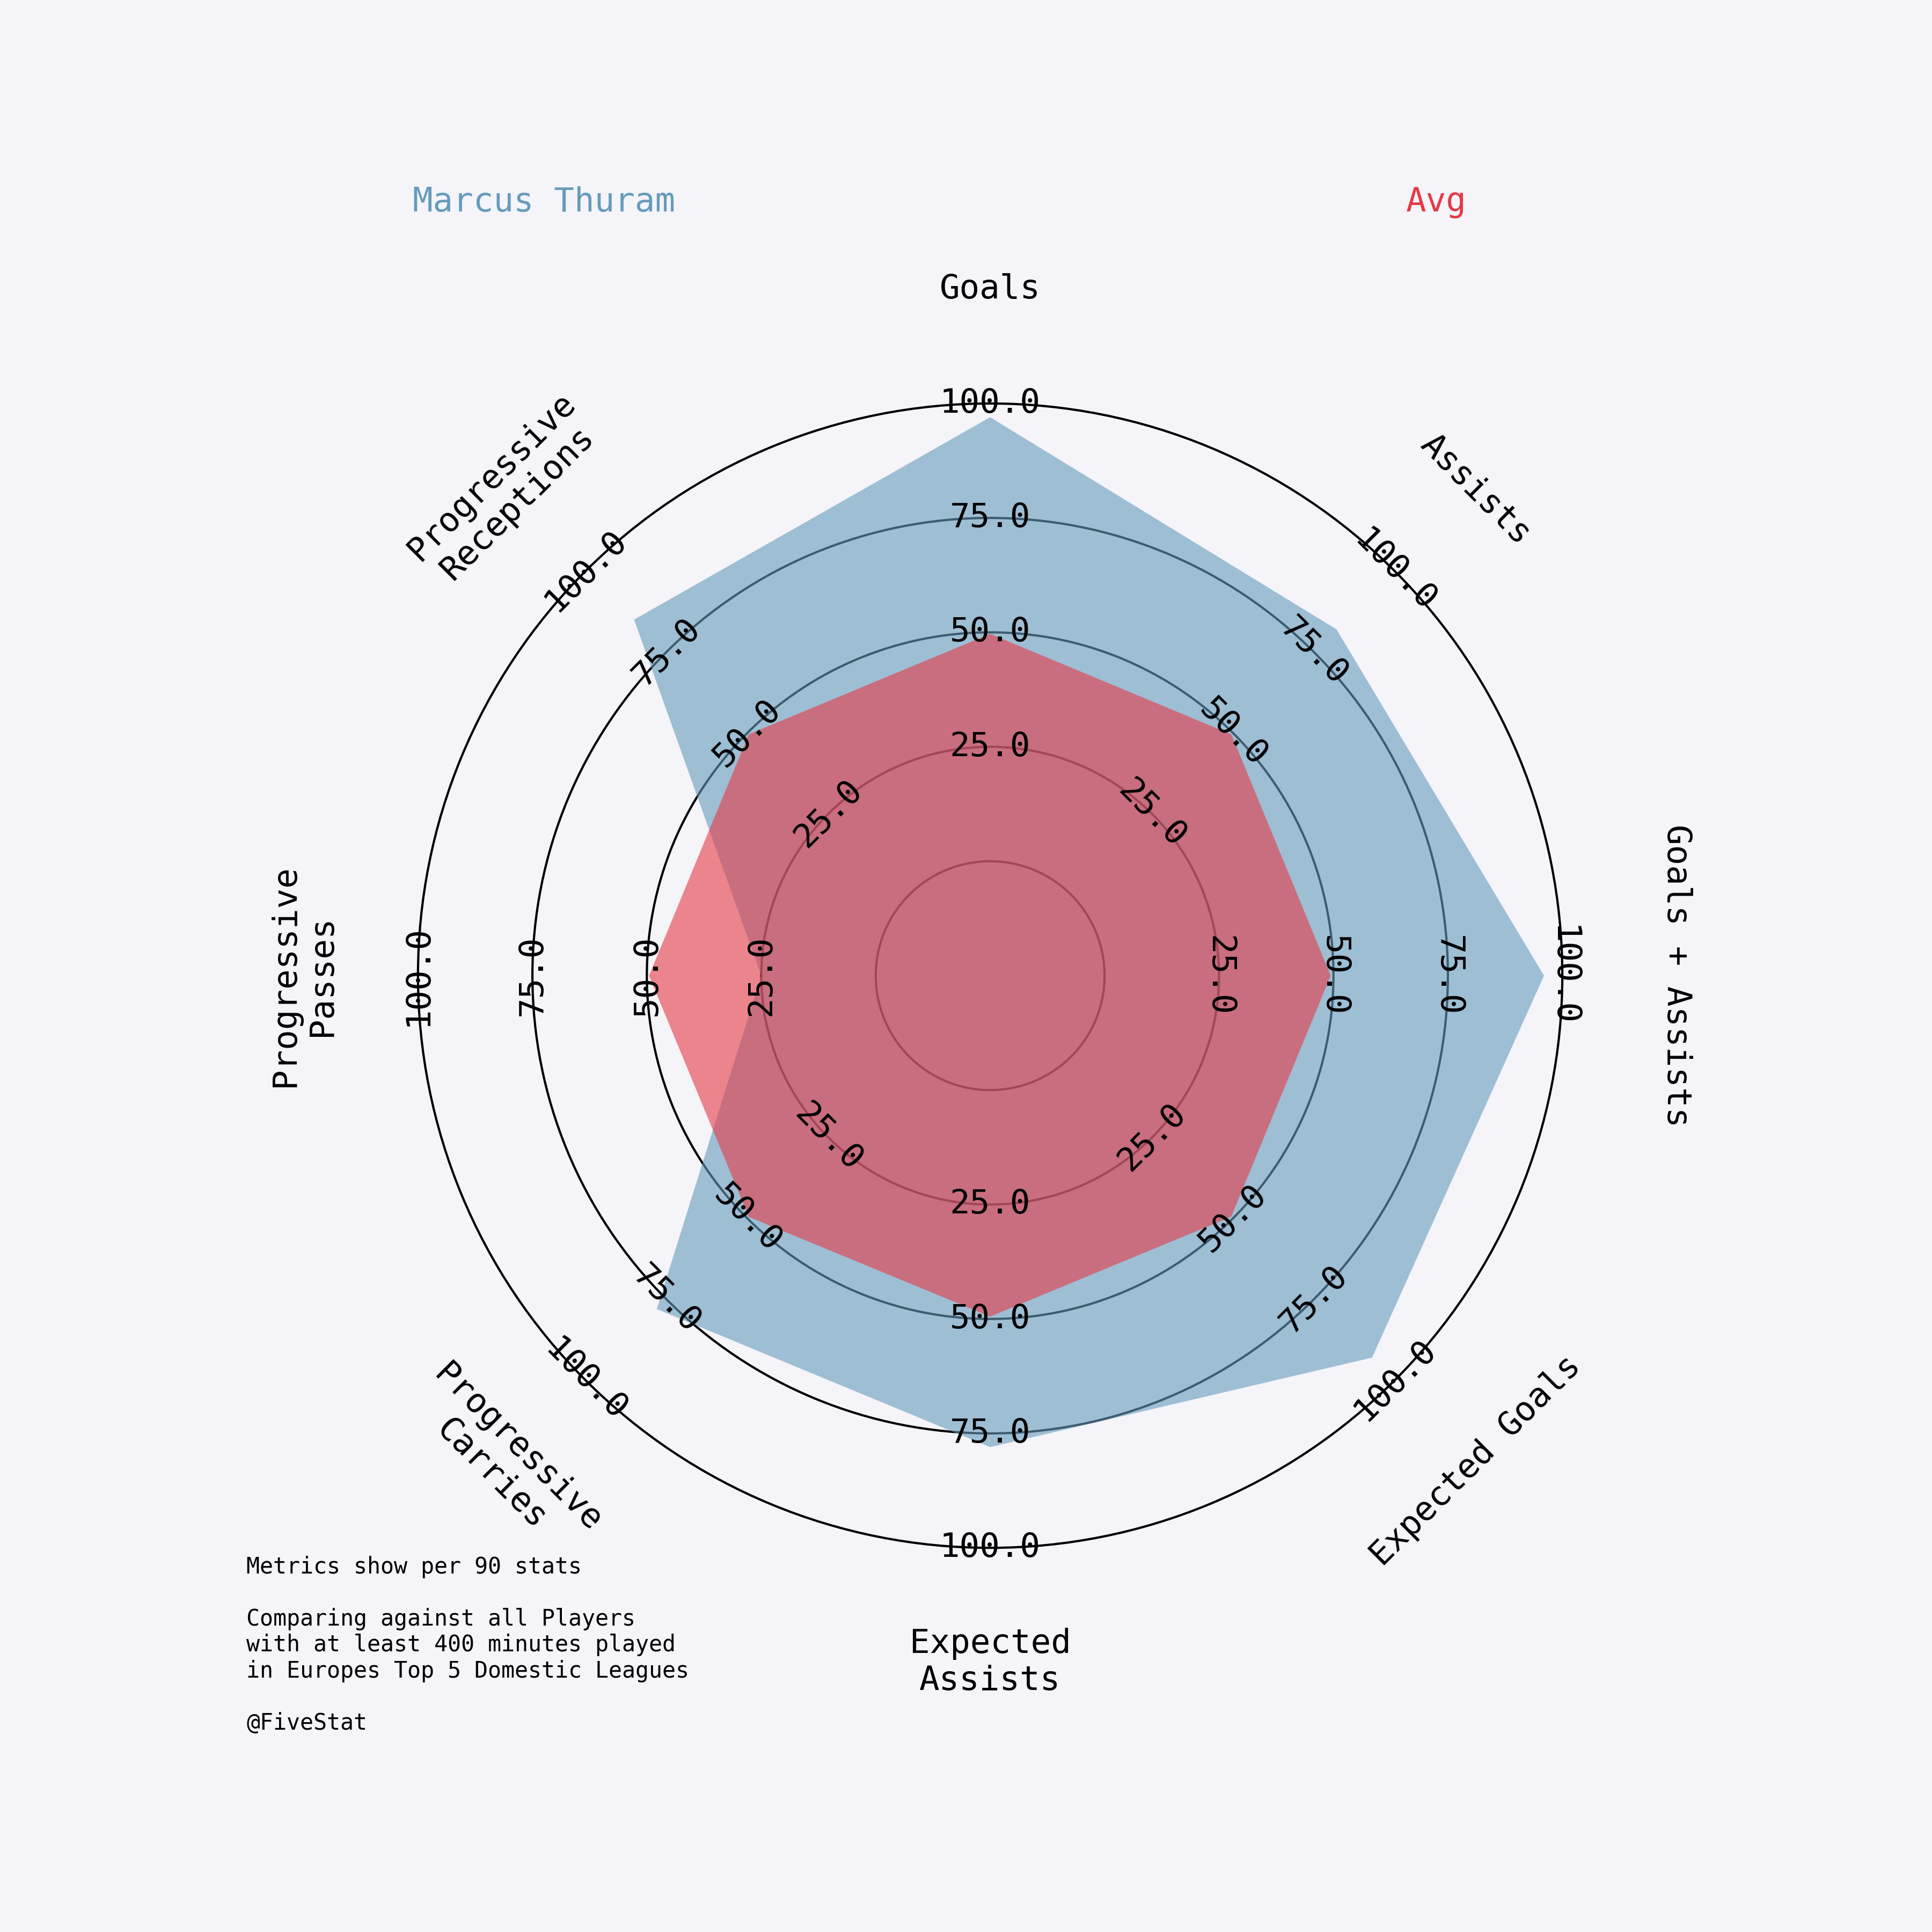 Marcus Thuram
Avg
Goals
Assists
Goals + Assists
Expected Goals
Expected
Assists
Progressive
Carries
Progressive
Passes
Progressive
Receptions
25.0
50.0
75.0
100.0
25.0
50.0
75.0
100.0
25.0
50.0
75.0
100.0
25.0
50.0
75.0
100.0
25.0
50.0
75.0
100.0
25.0
50.0
75.0
100.0
25.0
50.0
75.0
100.0
25.0
50.0
75.0
100.0
Metrics show per 90 stats
Comparing against all Players
with at least 400 minutes played
in Europes Top 5 Domestic Leagues
@FiveStat